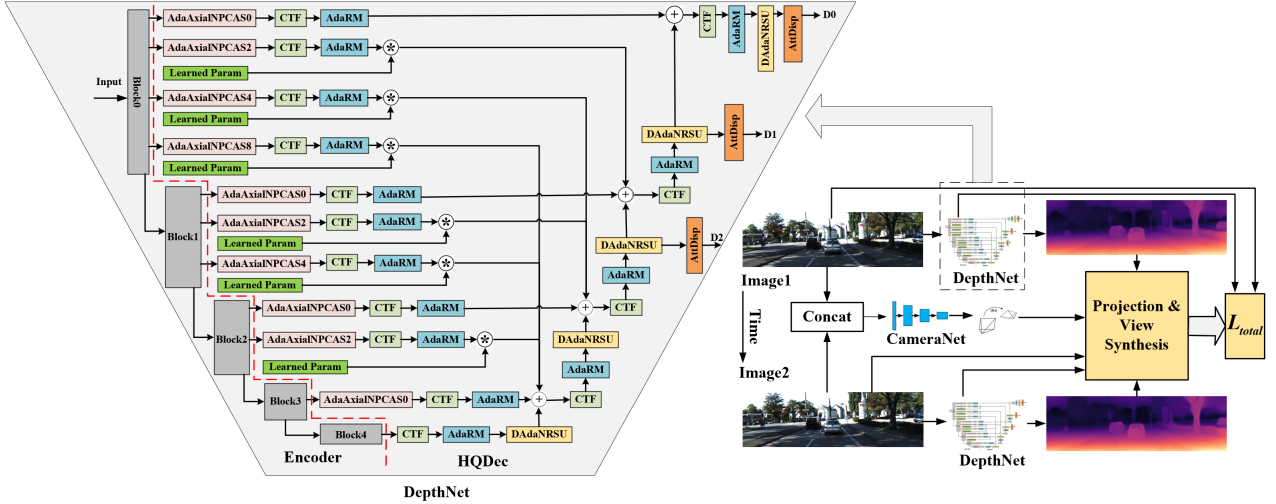 AdaAxialNPCAS0 CTF AdaRM
CTF AdaRM DAdaNRSU AttDisp D0
AdaAxialNPCAS2 CTF AdaRM *
Learned Param
Input
Block0
AdaAxialNPCAS4 CTF AdaRM *
Learned Param
AdaAxialNPCAS8 CTF AdaRM *
Learned Param
DAdaNRSU AttDisp D1
AdaRM
Block1
AdaAxialNPCAS0 CTF AdaRM + CTF
AdaAxialNPCAS2 CTF AdaRM *
Learned Param
DAdaNRSU AttDisp D2
AdaAxialNPCAS4 CTF AdaRM *
Learned Param
AdaRM
Block2
AdaAxialNPCAS0 CTF AdaRM + CTF
AdaAxialNPCAS2 CTF AdaRM *
Learned Param
DAdaNRSU
AdaRM
Block3
AdaAxialNPCAS0 CTF AdaRM + CTF
Block4 CTF AdaRM DAdaNRSU
Encoder HQDec
DepthNet
Image1
Time
Image2
DepthNet
Concat
CameraNet
Projection &
View
Synthesis
L total
DepthNet